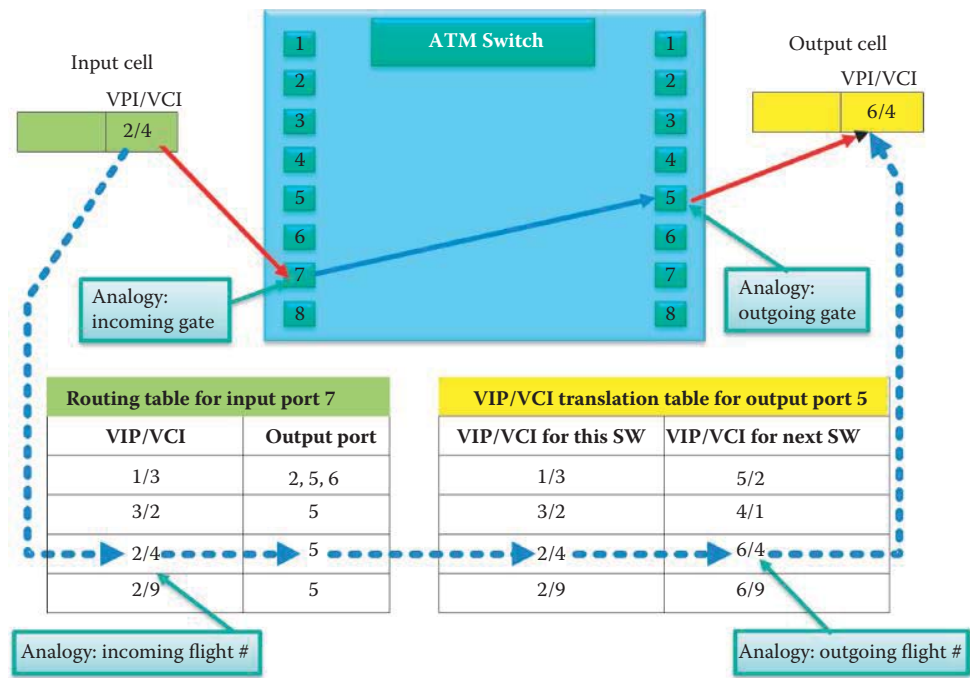 ATM Switch
Input cell
VPI/VCI
2/4
1
2
3
4
5
6
7
8
1
2
3
4
5
6
7
8
Output cell
VPI/VCI
6/4
Analogy:
incoming gate
Analogy:
outgoing gate
Routing table for input port 7
VIP/VCI Output port
1/3 2, 5, 6
3/2 5
2/4 5
2/9 5
VIP/VCI translation table for output port 5
VIP/VCI for this SW VIP/VCI for next SW
1/3 5/2
3/2 4/1
2/4 6/4
2/9 6/9
Analogy: incoming flight #
Analogy: outgoing flight #